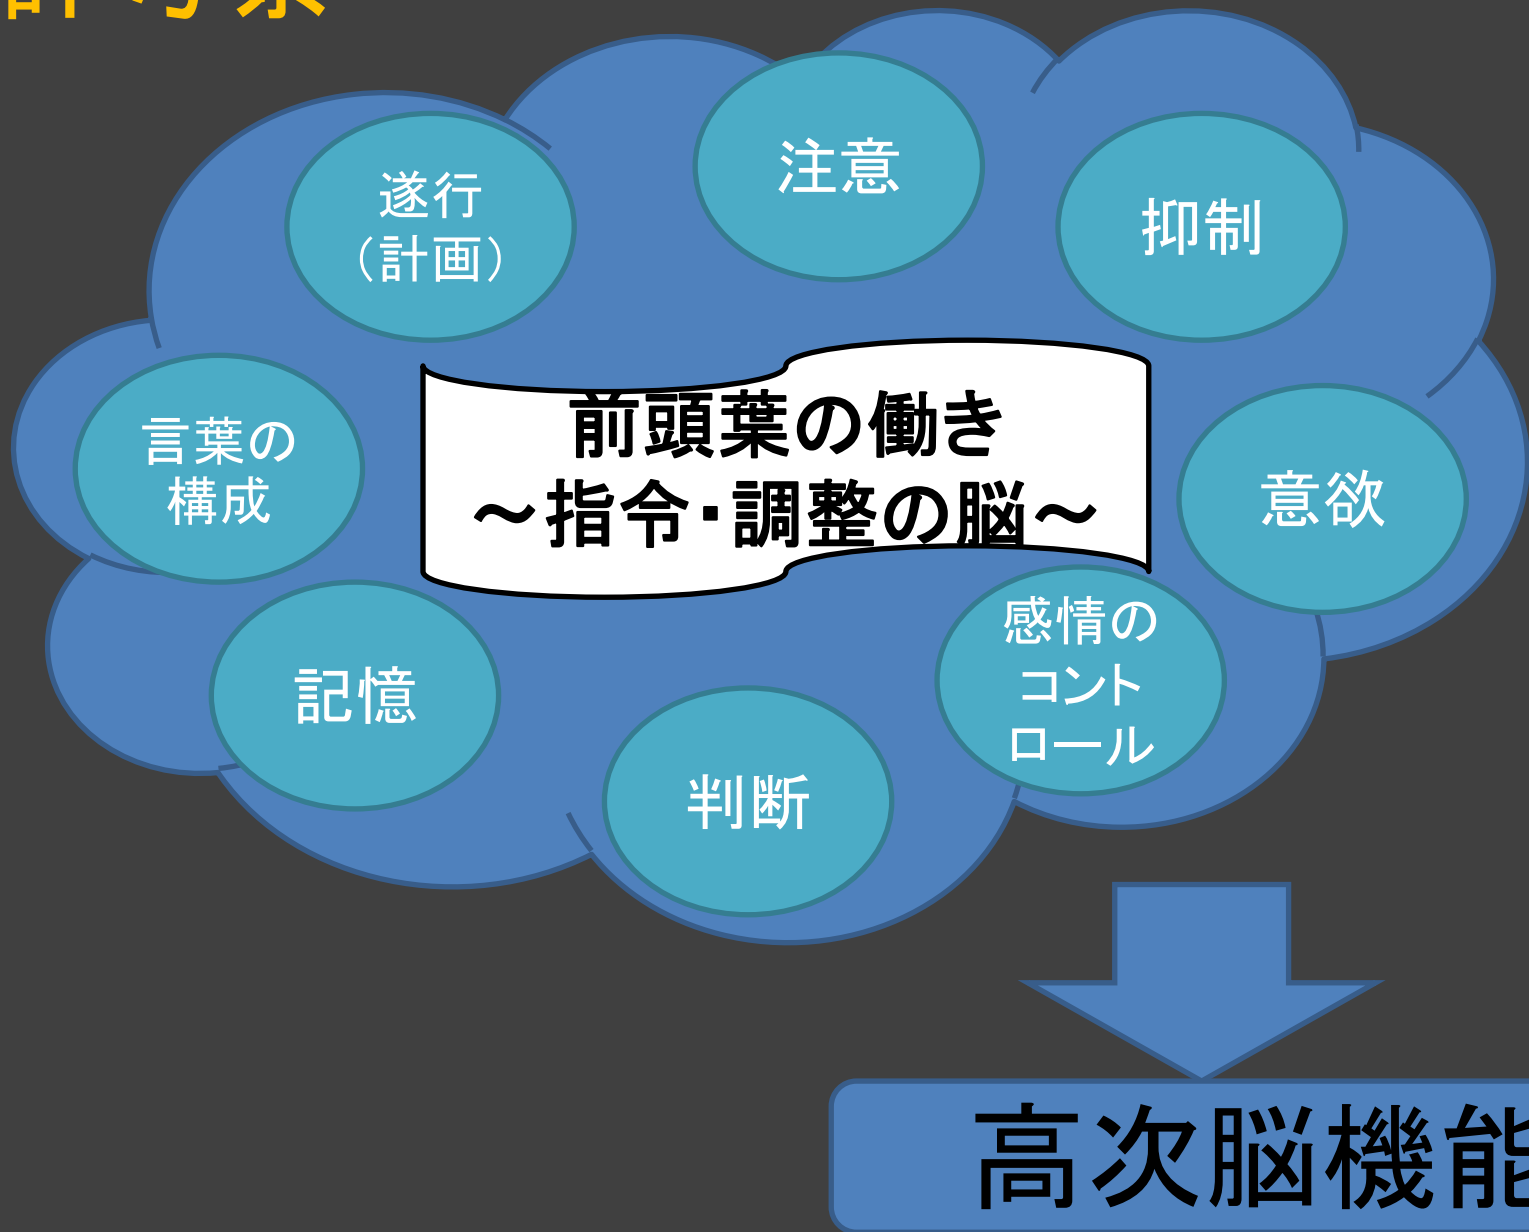 注意
遂行
（計画）
抑制
前頭葉の働き
～指令・調整の脳～
言葉の
構成
意欲
感情の
コント
ロール
記憶
判断
高次脳機能